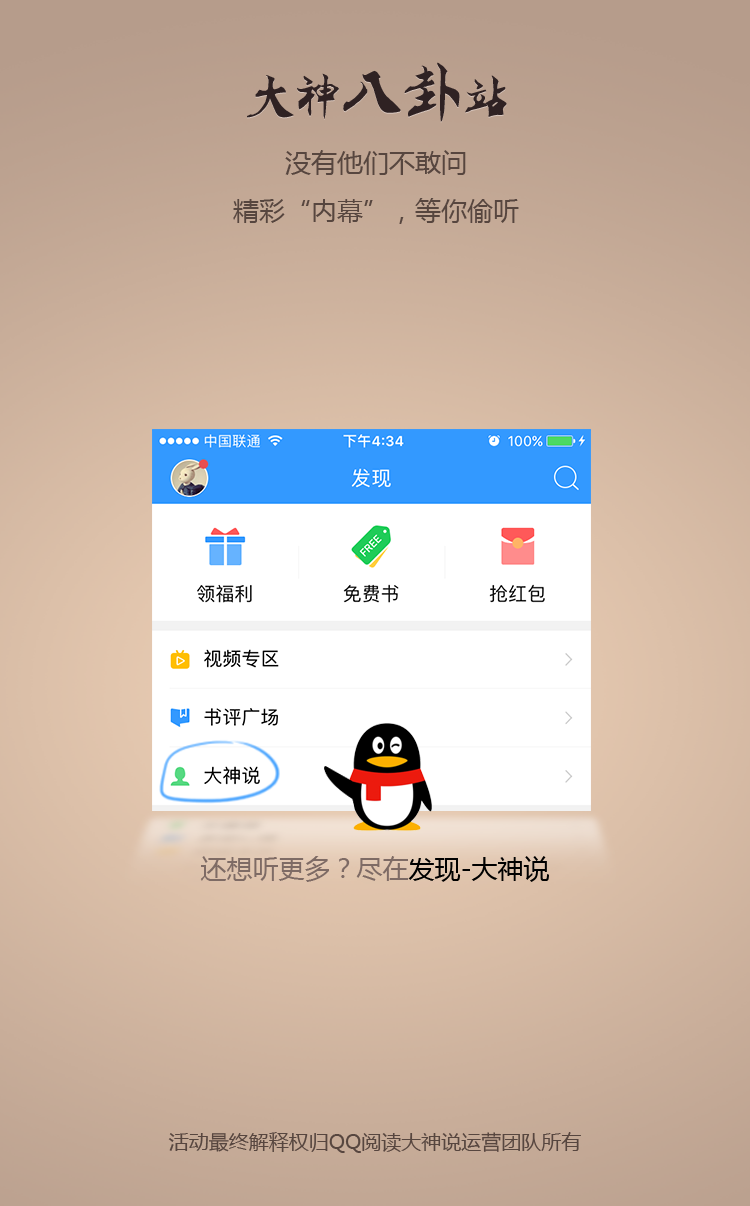 大神八卦站
没有他们不敢问
精彩“内幕”，等你偷听
中国联通 下午4:34 100%
发现
FREE
领福利 免费书 抢红包
视频专区
书评广场
大神说
还想听更多？尽在发现-大神说
活动最终解释权归QQ阅读大神说运营团队所有